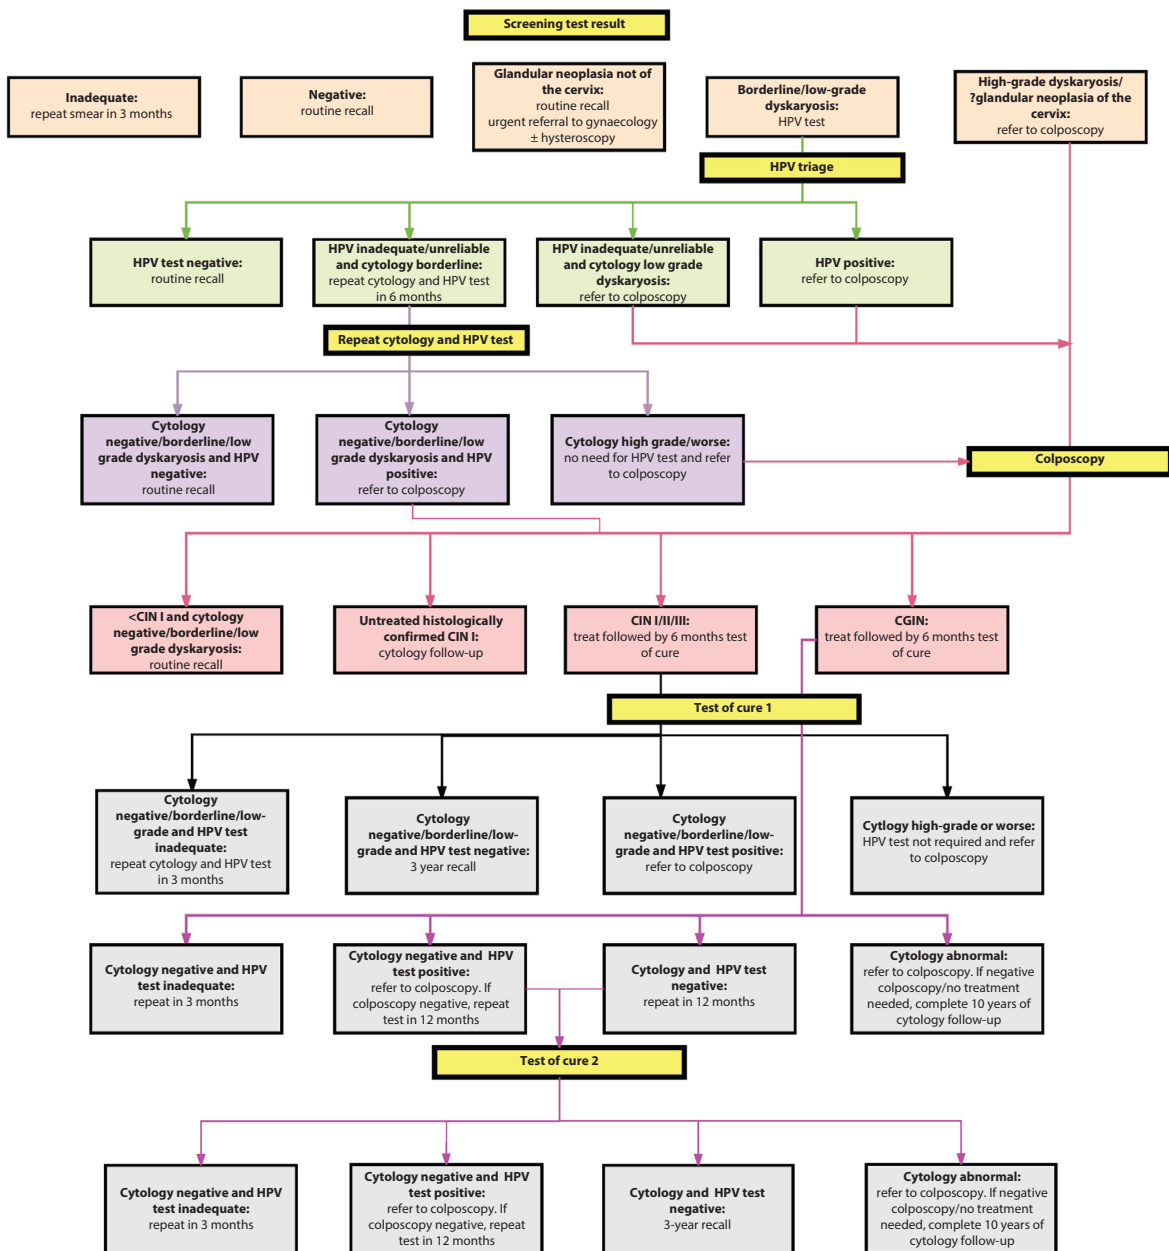 Screening test result
Inadequate:
repeat smear in 3 months
Negative:
routine recall
Glandular neoplasia not of
the cervix:
routine recall
urgent referral to gynaecology
± hysteroscopy
Borderline/low-grade
dyskaryosis:
HPV test
High-grade dyskaryosis/
?glandular neoplasia of the
cervix:
refer to colposcopy
HPV triage
HPV test negative:
routine recall
HPV inadequate/unreliable
and cytology borderline:
repeat cytology and HPV test
in 6 months
HPV inadequate/unreliable
and cytology low grade
dyskaryosis:
refer to colposcopy
HPV positive:
refer to colposcopy
Repeat cytology and HPV test
Cytology
negative/borderline/low
grade dyskaryosis and HPV
negative:
routine recall
Cytology
negative/borderline/low
grade dyskaryosis and HPV
positive:
refer to colposcopy
Cytology high grade/worse:
no need for HPV test and refer
to colposcopy
Colposcopy
<CIN I and cytology
negative/borderline/low
grade dyskaryosis:
routine recall
Untreated histologically
confirmed CIN I:
cytology follow-up
CIN I/II/III:
treat followed by 6 months test
of cure
CGIN:
treat followed by 6 months test
of cure
Test of cure 1
Cytology
negative/borderline/low-
grade and HPV test
inadequate:
repeat cytology and HPV test
in 3 months
Cytology
negative/borderline/low-
grade and HPV test negative:
3 year recall
Cytology
negative/borderline/low-
grade and HPV test positive:
refer to colposcopy
Cytlogy high-grade or worse:
HPV test not required and refer
to colposcopy
Cytology negative and HPV
test inadequate:
repeat in 3 months
Cytology negative and HPV
test positive:
refer to colposcopy. If
colposcopy negative, repeat
test in 12 months
Cytology and HPV test
negative:
repeat in 12 months
Cytology abnormal:
refer to colposcopy. If negative
colposcopy/no treatment
needed, complete 10 years of
cytology follow-up
Test of cure 2
Cytology negative and HPV
test inadequate:
repeat in 3 months
Cytology negative and HPV
test positive:
refer to colposcopy. If
colposcopy negative, repeat
test in 12 months
Cytology and HPV test
negative:
3-year recall
Cytology abnormal:
refer to colposcopy. If negative
colposcopy/no treatment
needed, complete 10 years of
cytology follow-up